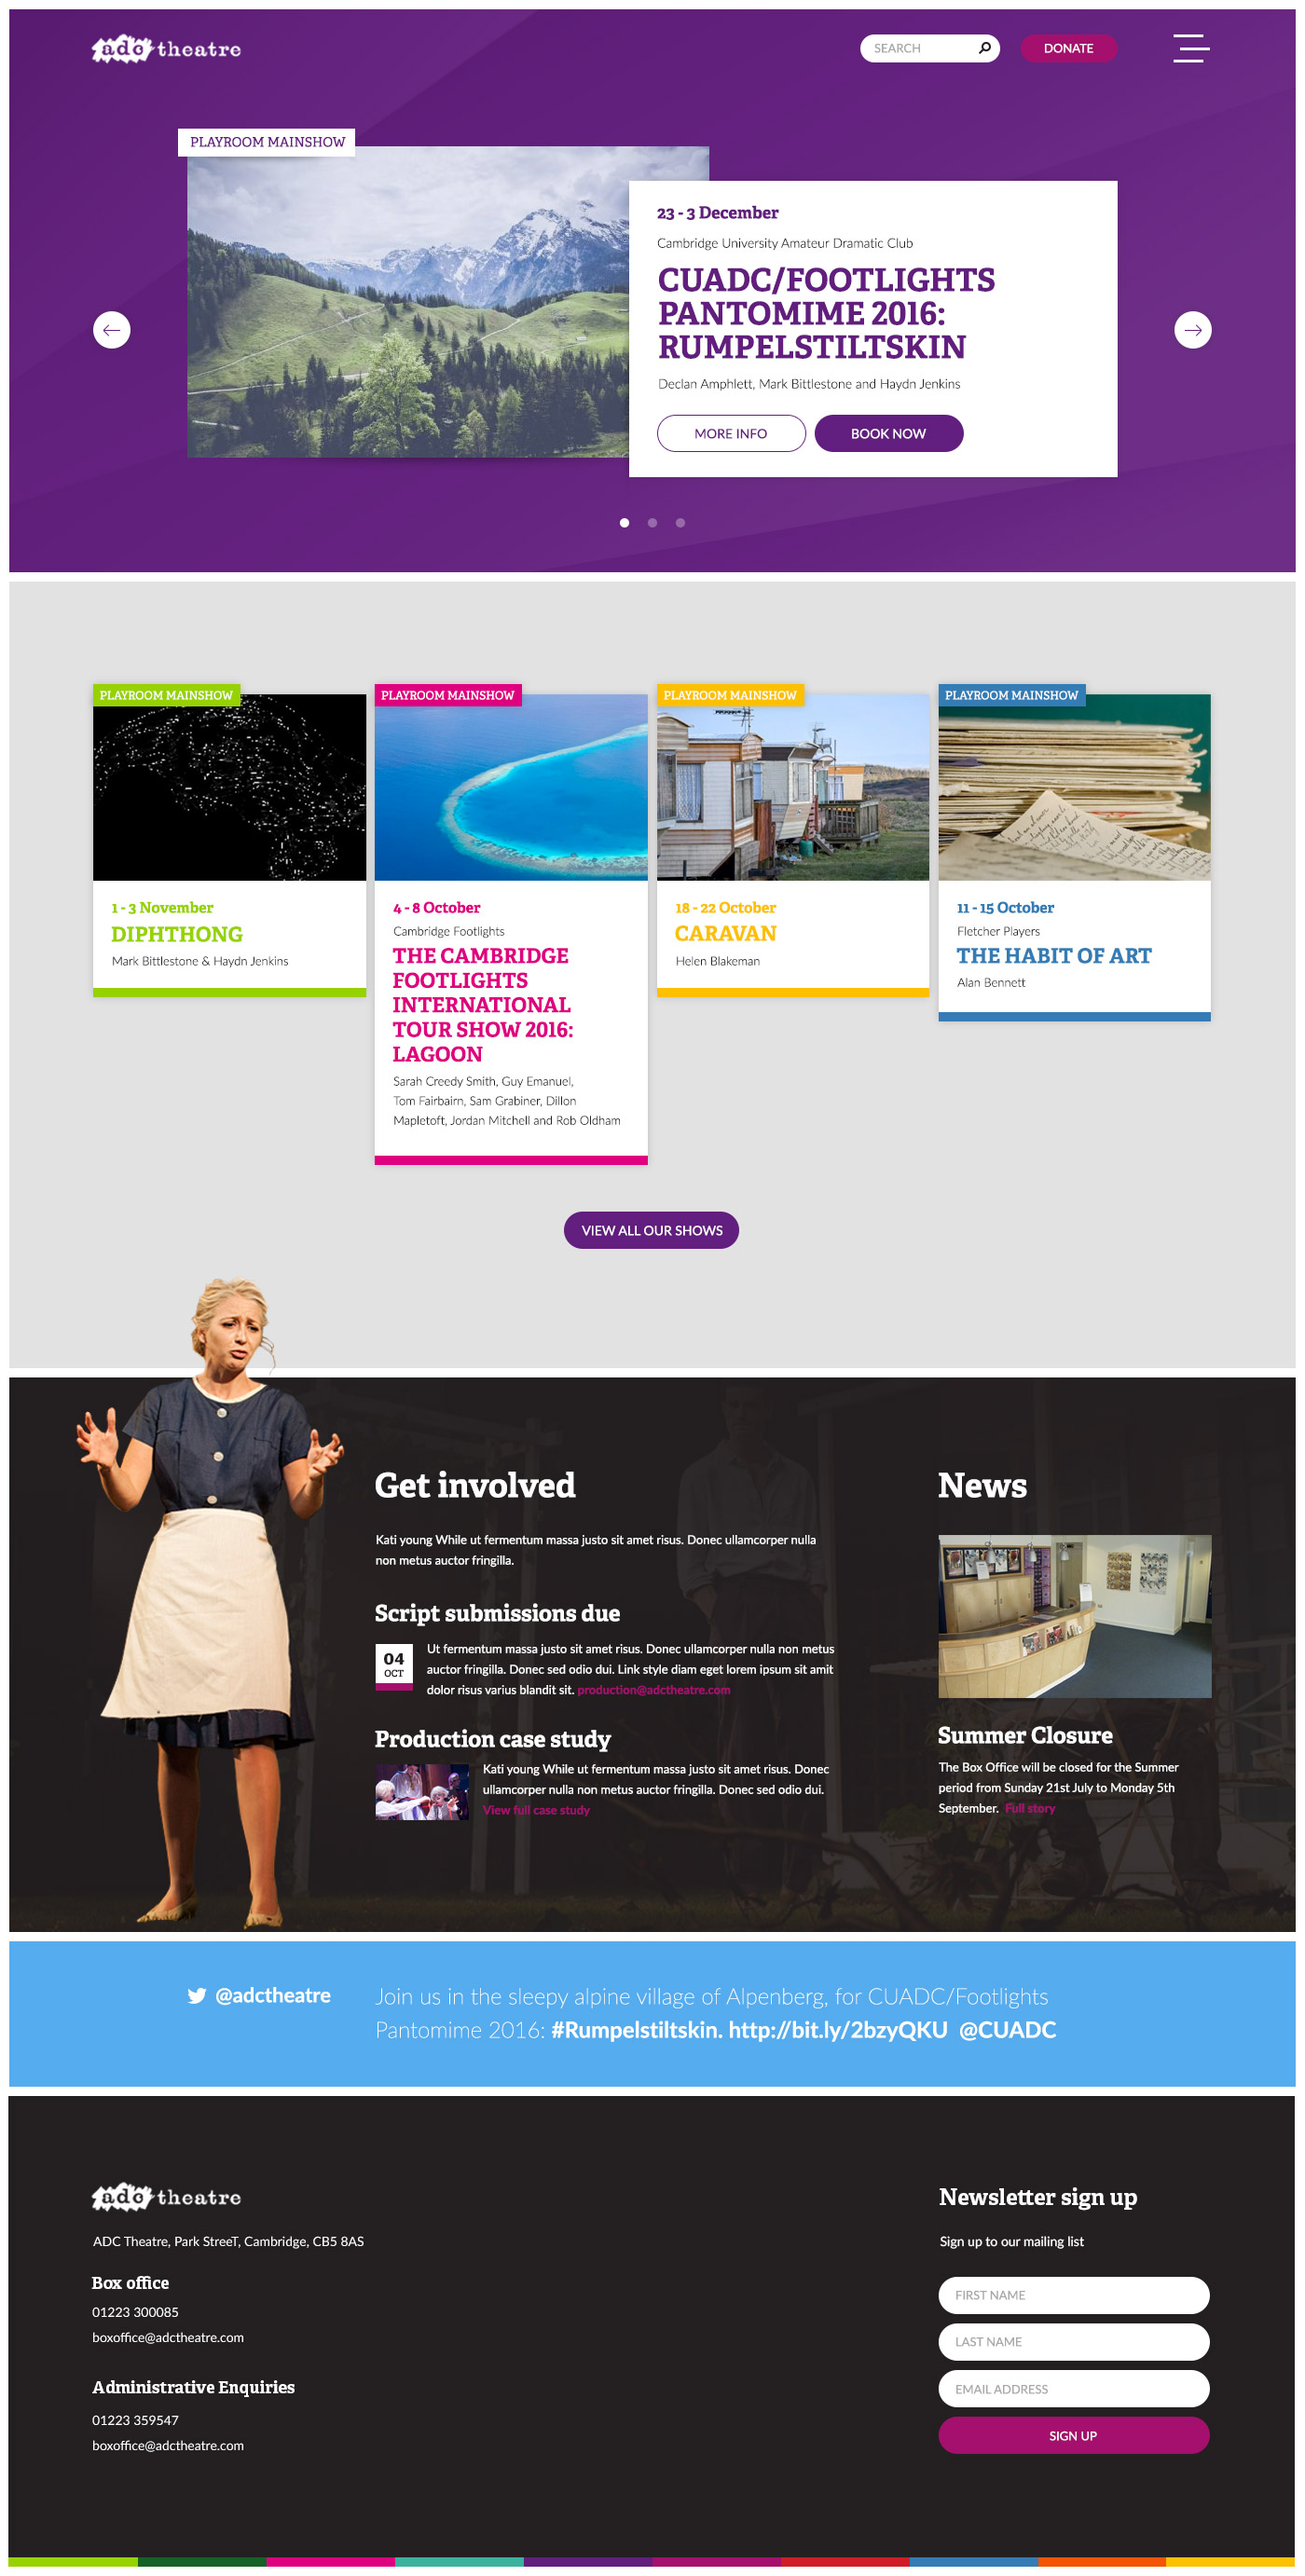 adc theatre
SEARCH
DONATE
PLAYROOM MAINSHOW
23 - 3 December
Cambridge University Amateur Dramatic Club
CUADC/FOOTLIGHTS
PANTOMIME 2016:
RUMPELSTILTSKIN
Declan Amphlett, Mark Bittlestone and Haydn Jenkins
MORE INFO
BOOK NOW
PLAYROOM MAINSHOW
1 - 3 November
DIPHTHONG
Mark Bittlestone & Haydn Jenkins
PLAYROOM MAINSHOW
4 - 8 October
Cambridge Footlights
THE CAMBRIDGE
FOOTLIGHTS
INTERNATIONAL
TOUR SHOW 2016:
LAGOON
Sarah Creedy Smith, Guy Emanuel,
Tom Fairbairn, Sam Grabiner, Dillon
Mapletoft, Jordan Mitchell and Rob Oldham
PLAYROOM MAINSHOW
18 - 22 October
CARAVAN
Helen Blakeman
PLAYROOM MAINSHOW
11 - 15 October
Fletcher Players
THE HABIT OF ART
Alan Bennett
VIEW ALL OUR SHOWS
Get involved
Kati young While ut fermentum massa justo sit amet risus. Donec ullamcorper nulla
non metus auctor fringilla.
Script submissions due
04
OCT
Ut fermentum massa justo sit amet risus. Donec ullamcorper nulla non metus
auctor fringilla. Donec sed odio dui. Link style diam eget lorem ipsum sit amit
dolor risus varius blandit sit. production@adctheatre.com
Production case study
Kati young While ut fermentum massa justo sit amet risus. Donec
ullamcorper nulla non metus auctor fringilla. Donec sed odio dui.
View full case study
News
Summer Closure
The Box Office will be closed for the Summer
period from Sunday 21st July to Monday 5th
September. Full story
@adctheatre
Join us in the sleepy alpine village of Alpenberg, for CUADC/Footlights
Pantomime 2016: #Rumpelstiltskin. http://bit.ly/2bzyQKU @CUADC
adc theatre
ADC Theatre, Park StreeT, Cambridge, CB5 8AS
Box office
01223 300085
boxoffice@adctheatre.com
Administrative Enquiries
01223 359547
boxoffice@adctheatre.com
Newsletter sign up
Sign up to our mailing list
FIRST NAME
LAST NAME
EMAIL ADDRESS
SIGN UP